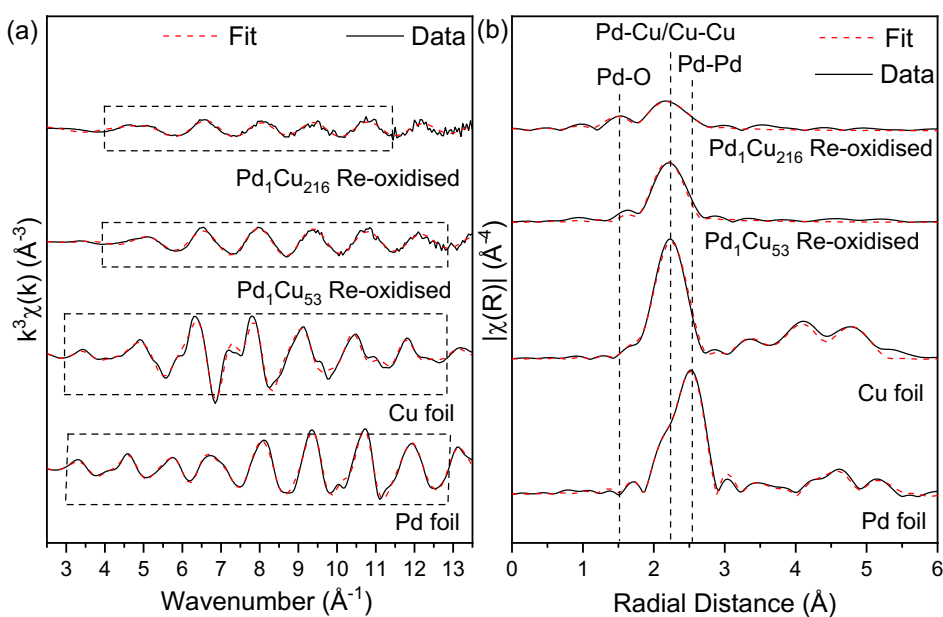 (a)
Fit
Data
Pd₁Cu₂₁₆ Re-oxidised
Pd₁Cu₅₃ Re-oxidised
Cu foil
Pd foil
k³χ(k) (Å⁻³)
3 4 5 6 7 8 9 10 11 12 13
Wavenumber (Å⁻¹)
(b)
Pd-Cu/Cu-Cu
Fit
Pd-O
Pd-Pd
Data
Pd₁Cu₂₁₆ Re-oxidised
Pd₁Cu₅₃ Re-oxidised
Cu foil
Pd foil
|χ(R)| (Å⁻⁴)
0 1 2 3 4 5 6
Radial Distance (Å)